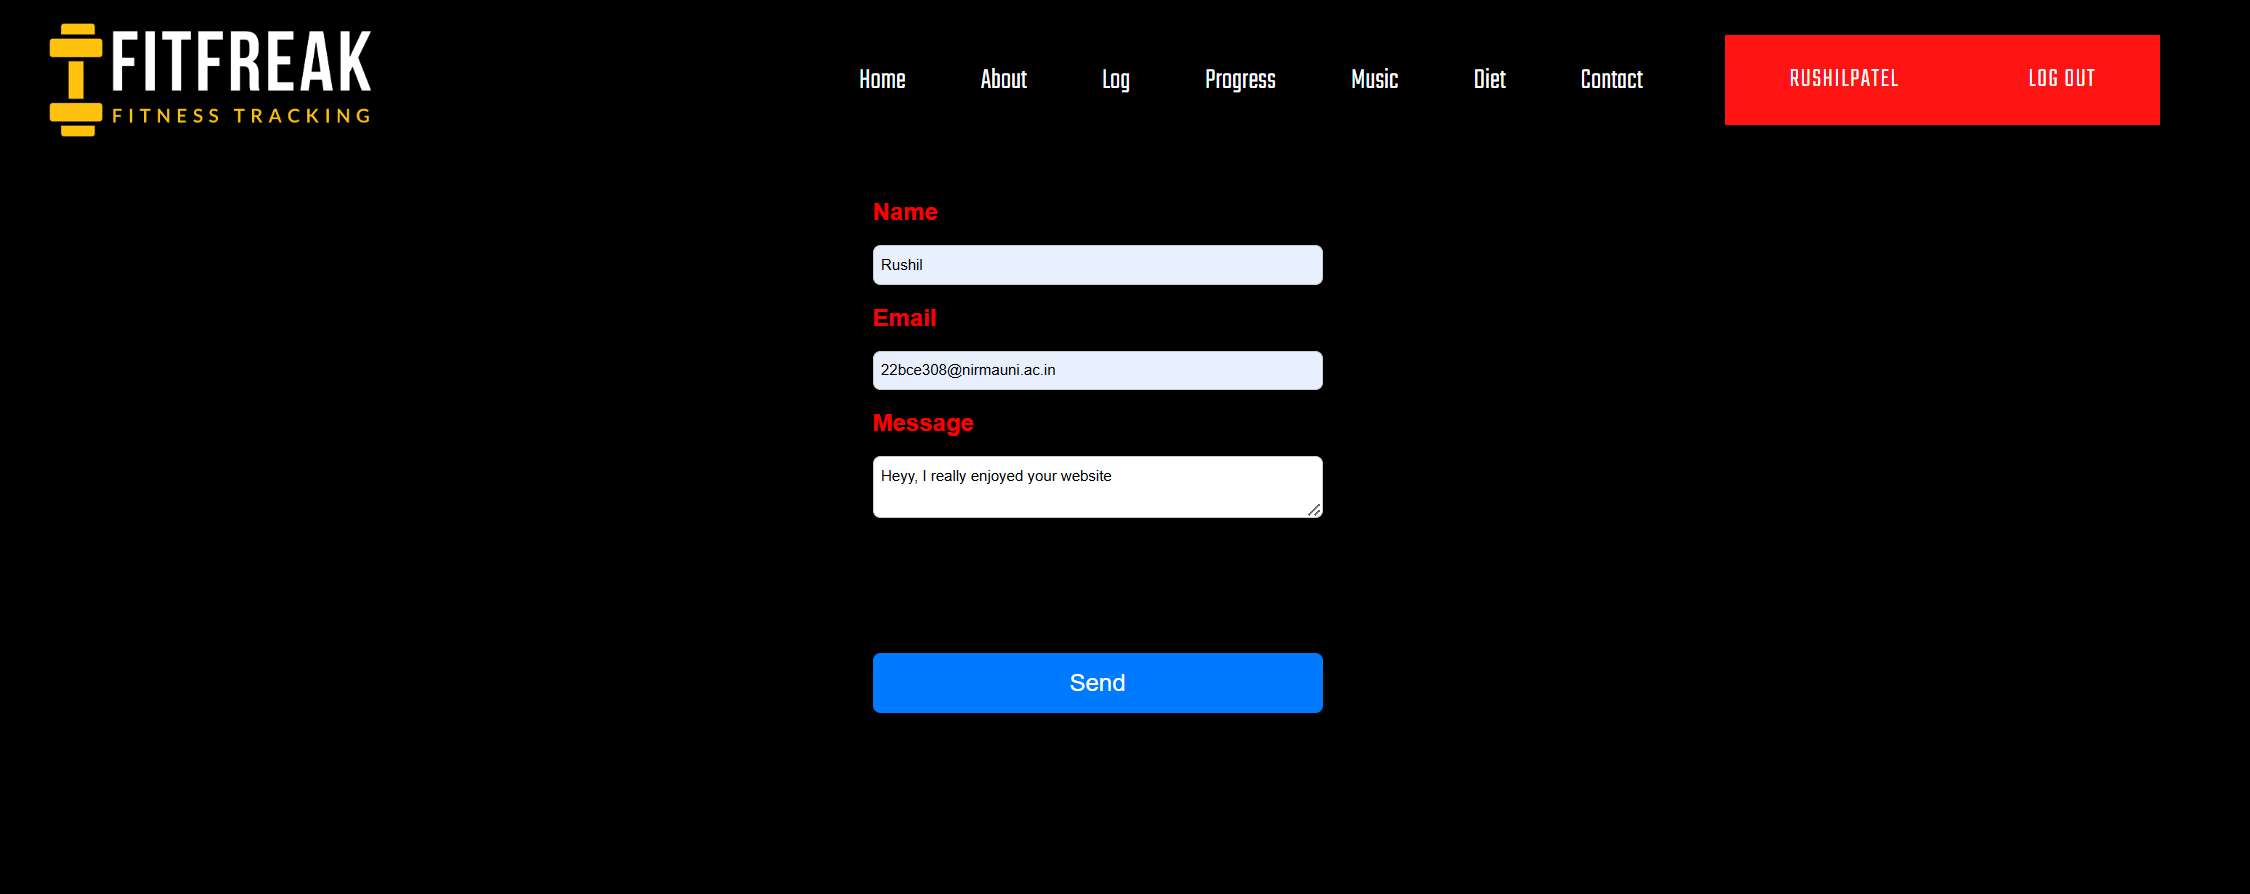 FITFREAK
FITNESS TRACKING
Home About Log Progress Music Diet Contact RUSHILPATEL LOG OUT
Name
Rushil
Email
22bce308@nirmauni.ac.in
Message
Heyy, I really enjoyed your website
Send